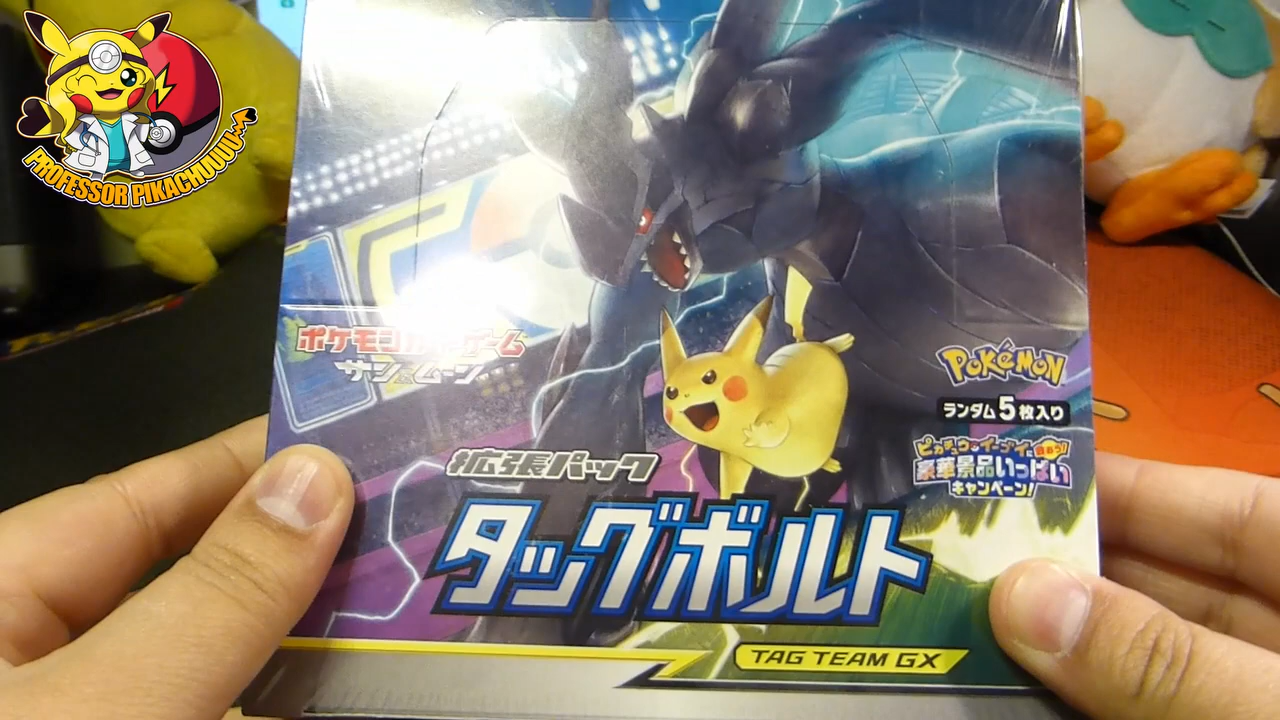 PROFESSOR PIKACHUUUW
ポケモンカードゲーム
サン&ムーン
POKéMON
ランダム5枚入り
ピカチュウとイーブイに会おう!
豪華景品いっぱい
キャンペーン!
拡張パック
タッグボルト
TAG TEAM GX